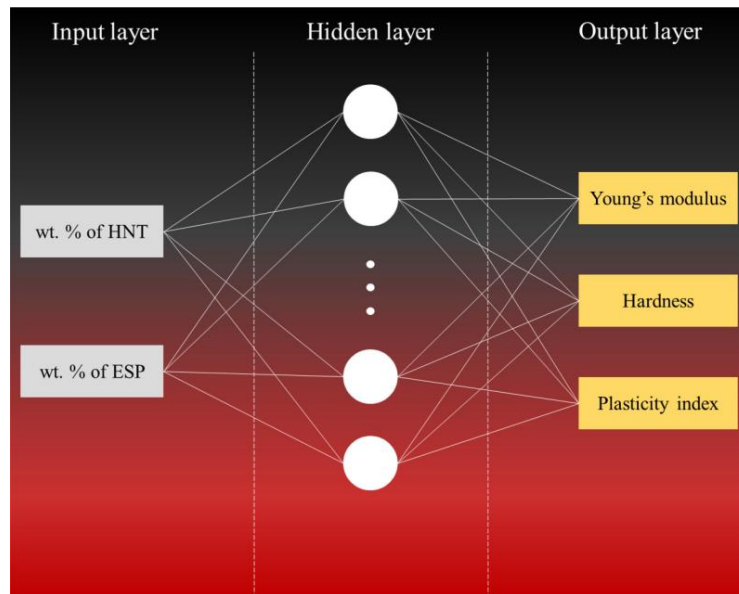 Input layer
Hidden layer
Output layer
wt. % of HNT
wt. % of ESP
Young’s modulus
Hardness
Plasticity index